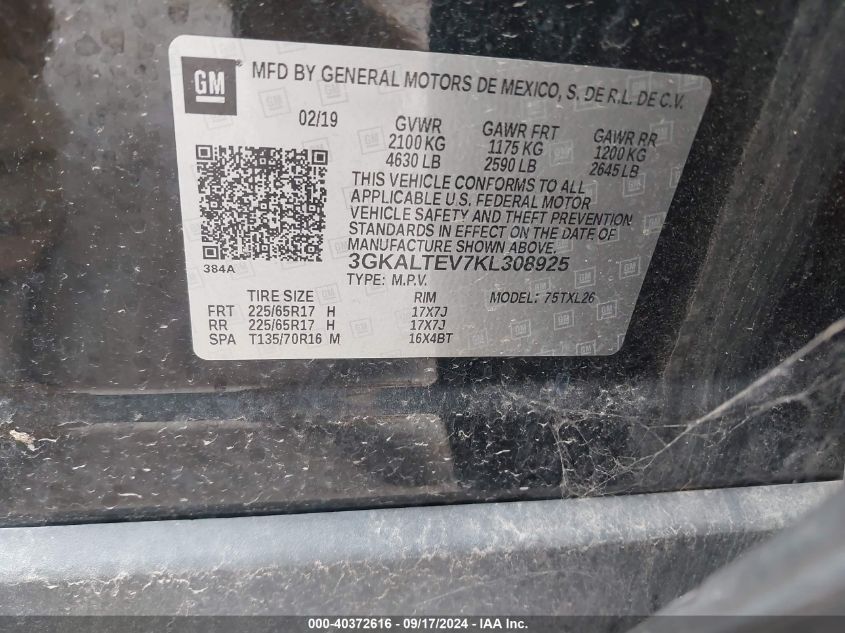 GM MFD BY GENERAL MOTORS DE MEXICO, S. DE R.L. DE C.V.
02/19 GVWR GAWR FRT GAWR RR
2100 KG 1175 KG 1200 KG
4630 LB 2590 LB 2645 LB
THIS VEHICLE CONFORMS TO ALL
APPLICABLE U.S. FEDERAL MOTOR
VEHICLE SAFETY AND THEFT PREVENTION
STANDARDS IN EFFECT ON THE DATE OF
MANUFACTURE SHOWN ABOVE.
384A 3GKALTEV7KL308925
TYPE: M.P.V.
TIRE SIZE RIM MODEL: 75TXL26
FRT 225/65R17 H 17X7J
RR 225/65R17 H 17X7J
SPA T135/70R16 M 16X4BT
000-40372616 - 09/17/2024 - IAAI.COM